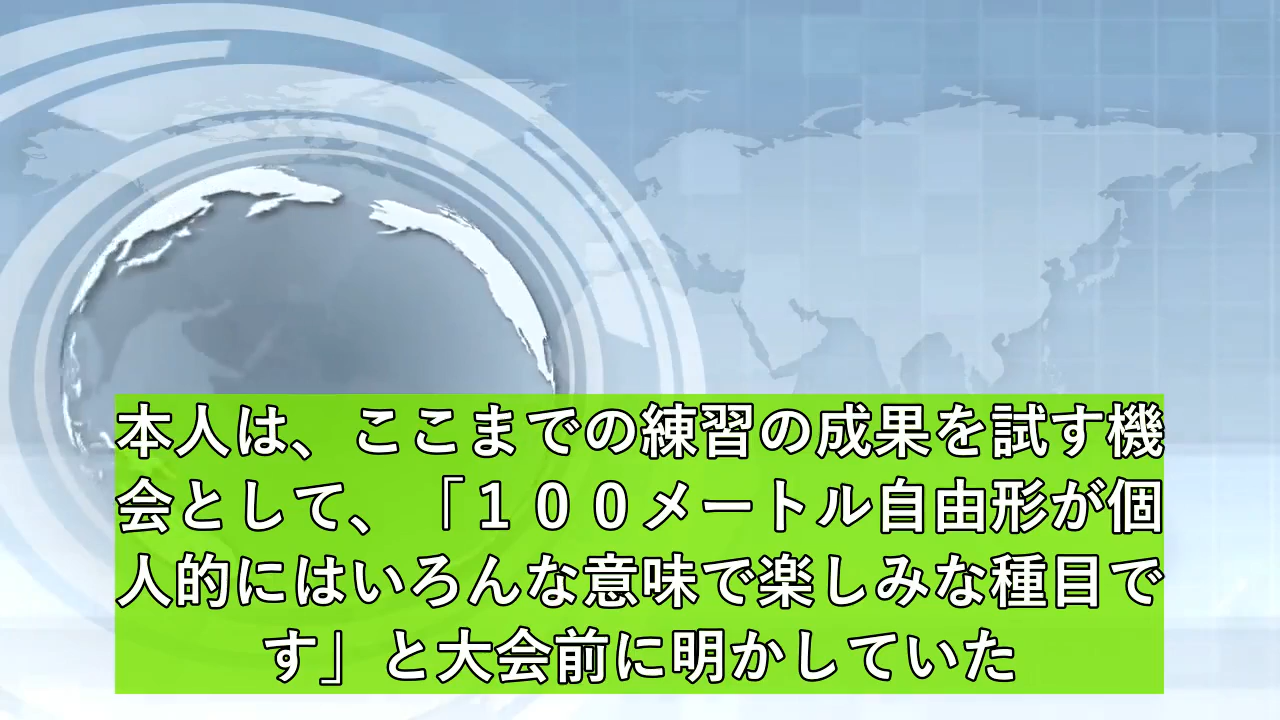 本人は、ここまでの練習の成果を試す機
会として、「１００メートル自由形が個
人的にはいろんな意味で楽しみな種目で
す」と大会前に明かしていた